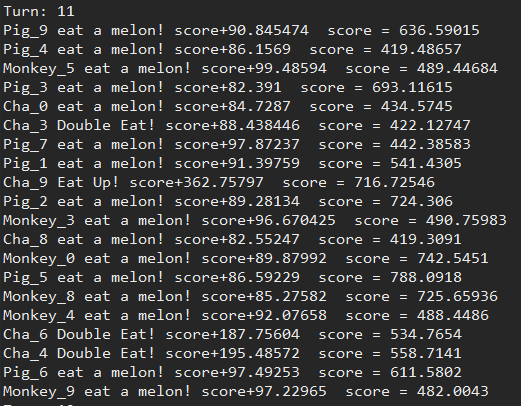 Turn: 11
Pig_9 eat a melon! score+90.845474  score = 636.59015
Pig_4 eat a melon! score+86.1569  score = 419.48657
Monkey_5 eat a melon! score+99.48594  score = 489.44684
Pig_3 eat a melon! score+82.391  score = 693.11615
Cha_0 eat a melon! score+84.7287  score = 434.5745
Cha_3 Double Eat! score+88.438446  score = 422.12747
Pig_7 eat a melon! score+97.87237  score = 442.38583
Pig_1 eat a melon! score+91.39759  score = 541.4305
Cha_9 Eat Up! score+362.75797  score = 716.72546
Pig_2 eat a melon! score+89.28134  score = 724.306
Monkey_3 eat a melon! score+96.670425  score = 490.75983
Cha_8 eat a melon! score+82.55247  score = 419.3091
Monkey_0 eat a melon! score+89.87992  score = 742.5451
Pig_5 eat a melon! score+86.59229  score = 788.0918
Monkey_8 eat a melon! score+85.27582  score = 725.65936
Monkey_4 eat a melon! score+92.07658  score = 488.4486
Cha_6 Double Eat! score+187.75604  score = 534.7654
Cha_4 Double Eat! score+195.48572  score = 558.7141
Pig_6 eat a melon! score+97.49253  score = 611.5802
Monkey_9 eat a melon! score+97.22965  score = 482.0043